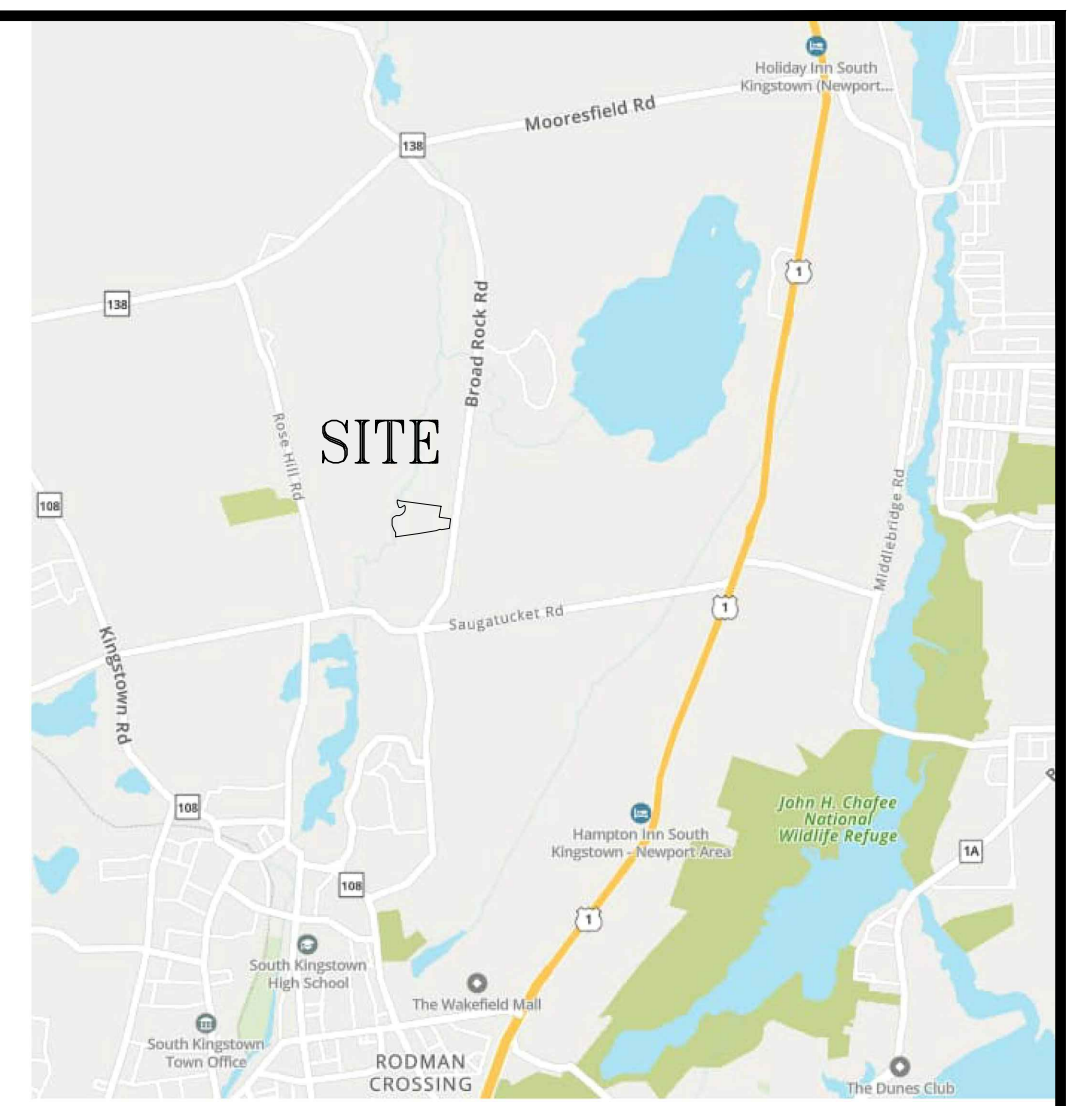 Holiday Inn South
Kingstown (Newport...
Mooresfield Rd
138
1
138
Broad Rock Rd
Rose Hill Rd
SITE
Middlebridge Rd
108
1
Saugatucket Rd
Kingstown Rd
108
John H. Chafee
National
Wildlife Refuge
Hampton Inn South
Kingstown - Newport Area
1A
108
1
South Kingstown
High School
The Wakefield Mall
South Kingstown
Town Office
RODMAN
CROSSING
The Dunes Club